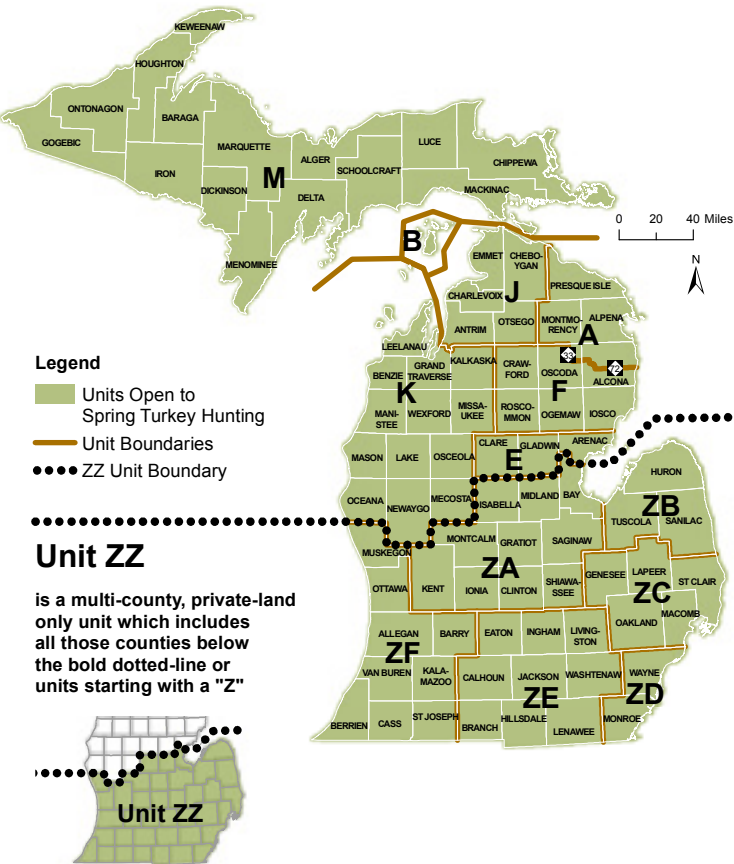 KEWEENAW
HOUGHTON
ONTONAGON
BARAGA
GOGEBIC
MARQUETTE
LUCE
ALGER
CHIPPEWA
SCHOOLCRAFT
IRON
M
DICKINSON
DELTA
MACKINAC
MENOMINEE
B
0 20 40 Miles
N
EMMET
CHEBO-
YGAN
PRESQUE ISLE
CHARLEVOIX
J
ANTRIM
OTSEGO
MONTMO-
RENCY
ALPENA
A
LEELANAU
33
72
KALKASKA
CRAW-
FORD
OSCODA
ALCONA
BENZIE
GRAND
TRAVERSE
K
F
MANI-
STEE
WEXFORD
MISSA-
UKEE
ROSCO-
MMON
OGEMAW
IOSCO
Legend
Units Open to
Spring Turkey Hunting
Unit Boundaries
ZZ Unit Boundary
MASON
LAKE
OSCEOLA
CLARE
GLADWIN
ARENAC
E
HURON
OCEANA
NEWAYGO
MECOSTA
ISABELLA
MIDLAND
BAY
ZB
TUSCOLA
SANILAC
MUSKEGON
MONTCALM
GRATIOT
SAGINAW
ZA
OTTAWA
KENT
IONIA
CLINTON
SHIAWA-
SSEE
GENESEE
LAPEER
ST CLAIR
ZC
OAKLAND
MACOMB
Unit ZZ
is a multi-county, private-land
only unit which includes
all those counties below
the bold dotted-line or
units starting with a "Z"
ALLEGAN
BARRY
EATON
INGHAM
LIVING-
STON
ZF
VAN BUREN
KALA-
MAZOO
CALHOUN
JACKSON
WASHTENAW
WAYNE
ZE
ZD
BERRIEN
CASS
ST JOSEPH
BRANCH
HILLSDALE
LENAWEE
MONROE
Unit ZZ